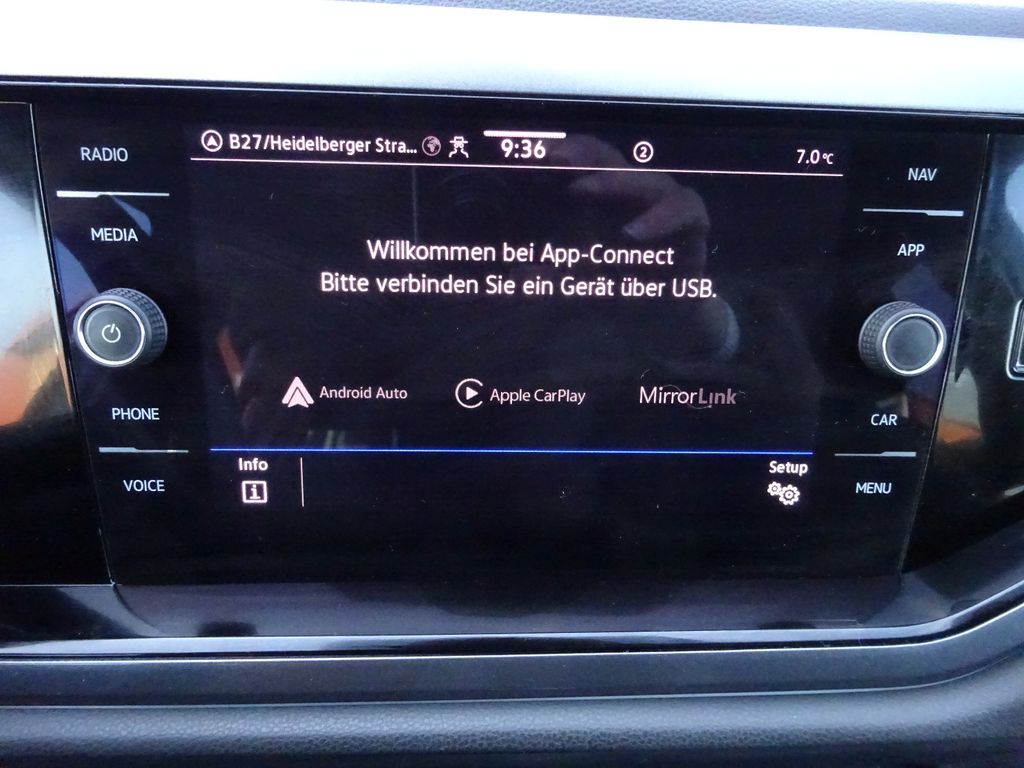 RADIO
MEDIA
PHONE
VOICE
B27/Heidelberger Stra... 9:36 2 7.0°C
Willkommen bei App-Connect
Bitte verbinden Sie ein Gerät über USB.
Android Auto Apple CarPlay MirrorLink
Info Setup
i
NAV
APP
CAR
MENU